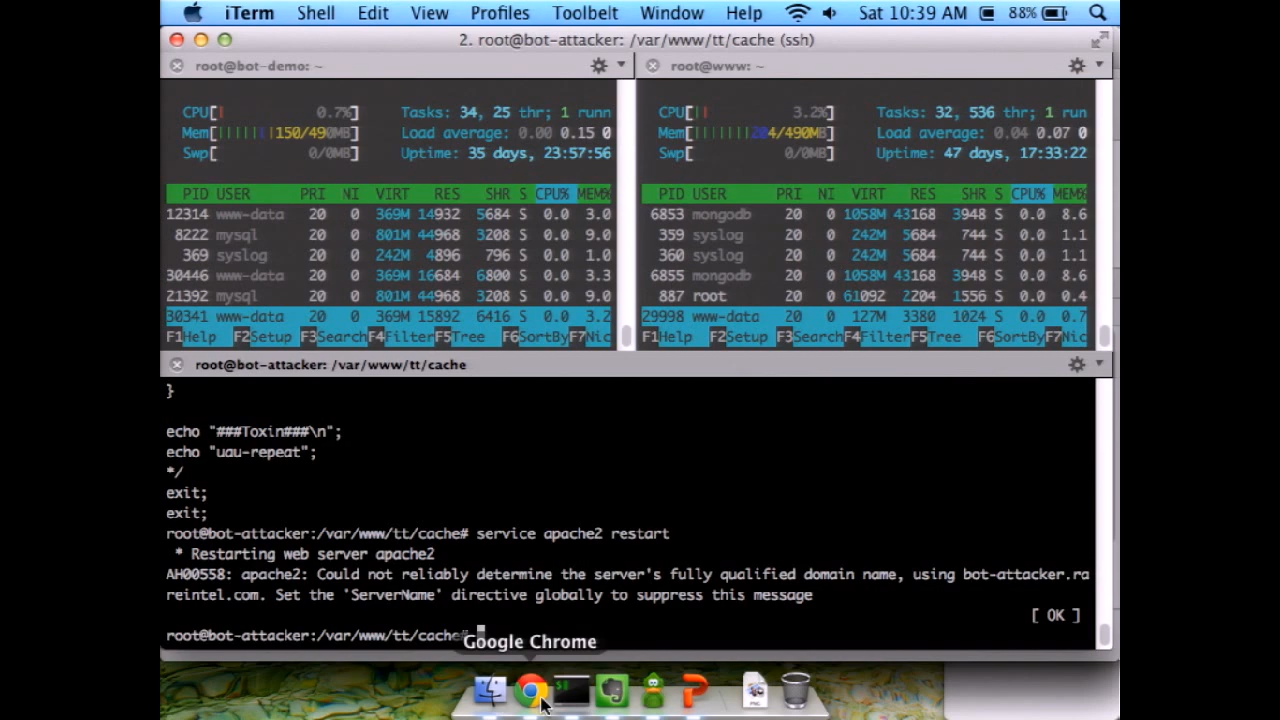 iTerm Shell Edit View Profiles Toolbelt Window Help Sat 10:39 AM 88%
2. root@bot-attacker: /var/www/tt/cache (ssh)
root@bot-demo: ~
CPU[| 0.7%] Tasks: 34, 25 thr; 1 runn
Mem[||||||||150/490MB] Load average: 0.00 0.15 0
Swp[ 0/0MB] Uptime: 35 days, 23:57:56
PID USER PRI NI VIRT RES SHR S CPU% MEM%
12314 www-data 20 0 369M 14932 5684 S 0.0 3.0
8222 mysql 20 0 801M 44968 3208 S 0.0 9.0
369 syslog 20 0 242M 4896 796 S 0.0 1.0
30446 www-data 20 0 369M 16684 6800 S 0.0 3.3
21392 mysql 20 0 801M 44968 3208 S 0.0 9.0
30341 www-data 20 0 369M 15892 6416 S 0.0 3.2
F1Help F2Setup F3SearchF4FilterF5Tree F6SortByF7Nic
root@www: ~
CPU[|| 3.2%] Tasks: 32, 536 thr; 1 run
Mem[|||||||204/490MB] Load average: 0.04 0.07 0
Swp[ 0/0MB] Uptime: 47 days, 17:33:22
PID USER PRI NI VIRT RES SHR S CPU% MEM%
6853 mongodb 20 0 1058M 43168 3948 S 0.0 8.6
359 syslog 20 0 242M 5684 744 S 0.0 1.1
360 syslog 20 0 242M 5684 744 S 0.0 1.1
6855 mongodb 20 0 1058M 43168 3948 S 0.0 8.6
887 root 20 0 61092 2204 1556 S 0.0 0.4
29998 www-data 20 0 127M 3380 1024 S 0.0 0.7
F1Help F2Setup F3SearchF4FilterF5Tree F6SortByF7Nic
root@bot-attacker: /var/www/tt/cache
}
echo "###Toxin###\n";
echo "uau-repeat";
*/
exit;
exit;
root@bot-attacker:/var/www/tt/cache# service apache2 restart
* Restarting web server apache2
AH00558: apache2: Could not reliably determine the server's fully qualified domain name, using bot-attacker.ra
reintel.com. Set the 'ServerName' directive globally to suppress this message
[ OK ]
root@bot-attacker:/var/www/tt/cache#
Google Chrome